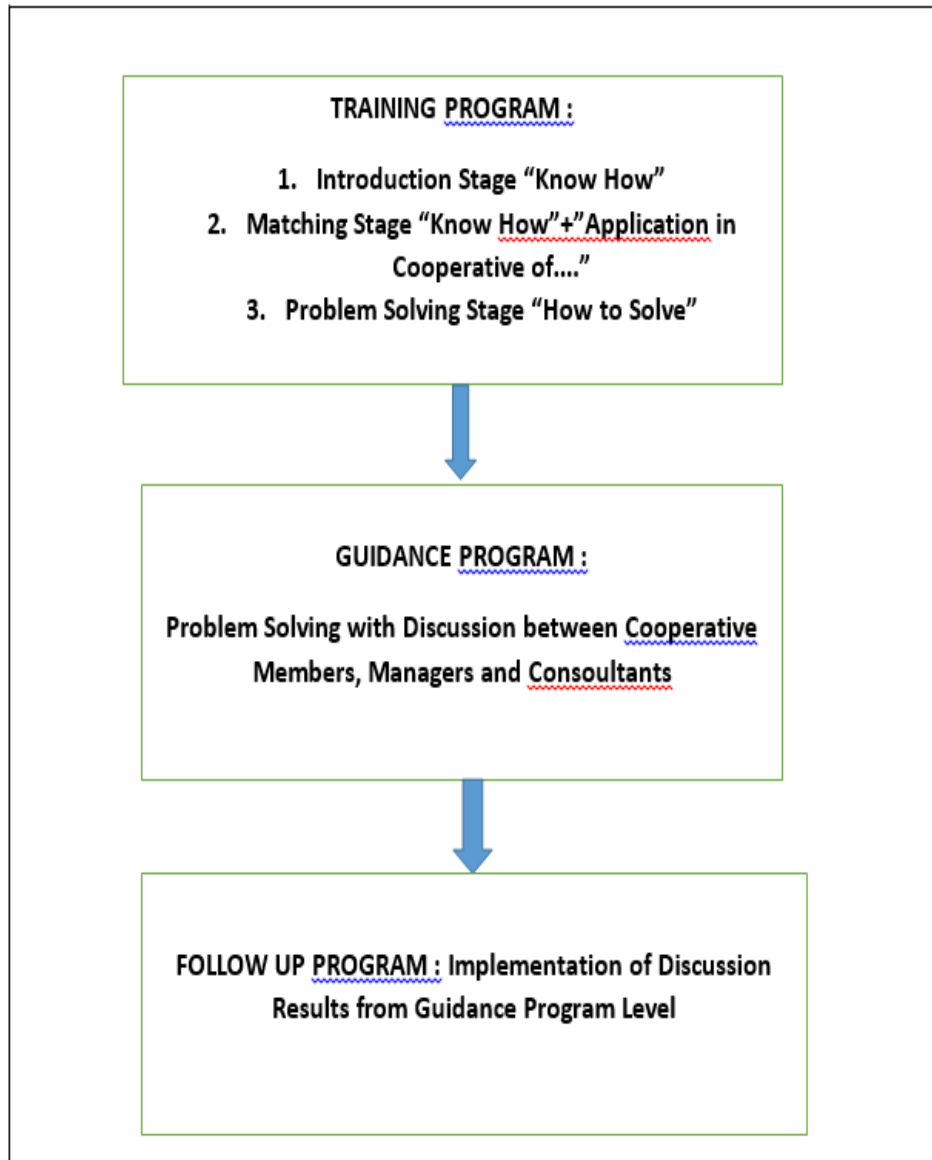 TRAINING PROGRAM :
1. Introduction Stage “Know How”
2. Matching Stage “Know How”+”Application in
Cooperative of....”
3. Problem Solving Stage “How to Solve”
GUIDANCE PROGRAM :
Problem Solving with Discussion between Cooperative
Members, Managers and Consoultants
FOLLOW UP PROGRAM : Implementation of Discussion
Results from Guidance Program Level